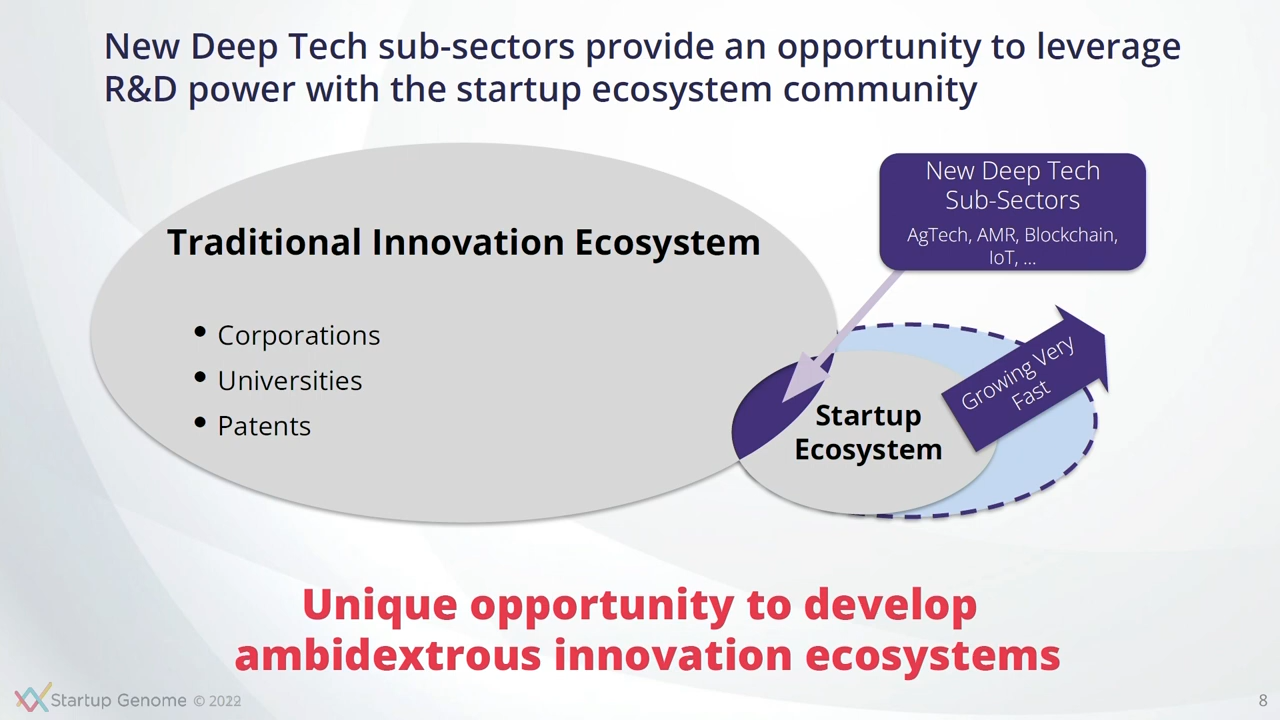 New Deep Tech sub-sectors provide an opportunity to leverage
R&D power with the startup ecosystem community
New Deep Tech
Sub-Sectors
AgTech, AMR, Blockchain,
IoT, ...
Traditional Innovation Ecosystem
• Corporations
• Universities
• Patents
Growing Very
Fast
Startup
Ecosystem
Unique opportunity to develop
ambidextrous innovation ecosystems
Startup Genome © 2022
8